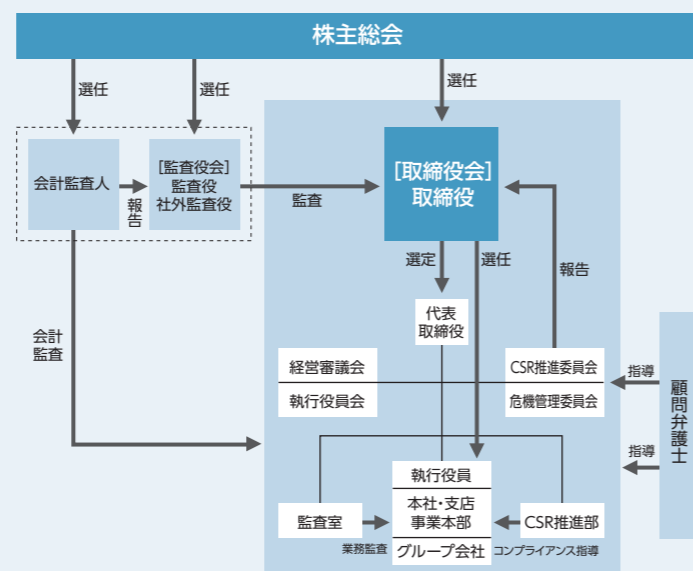 株主総会
選任
選任
選任
会計監査人
報告
[監査役会]
監査役
社外監査役
監査
[取締役会]
取締役
選定
選任
報告
会計
監査
代表
取締役
経営審議会
執行役員会
CSR推進委員会
危機管理委員会
指導
指導
顧問弁護士
執行役員
本社・支店
事業本部
グループ会社
監査室
業務監査
CSR推進部
コンプライアンス指導